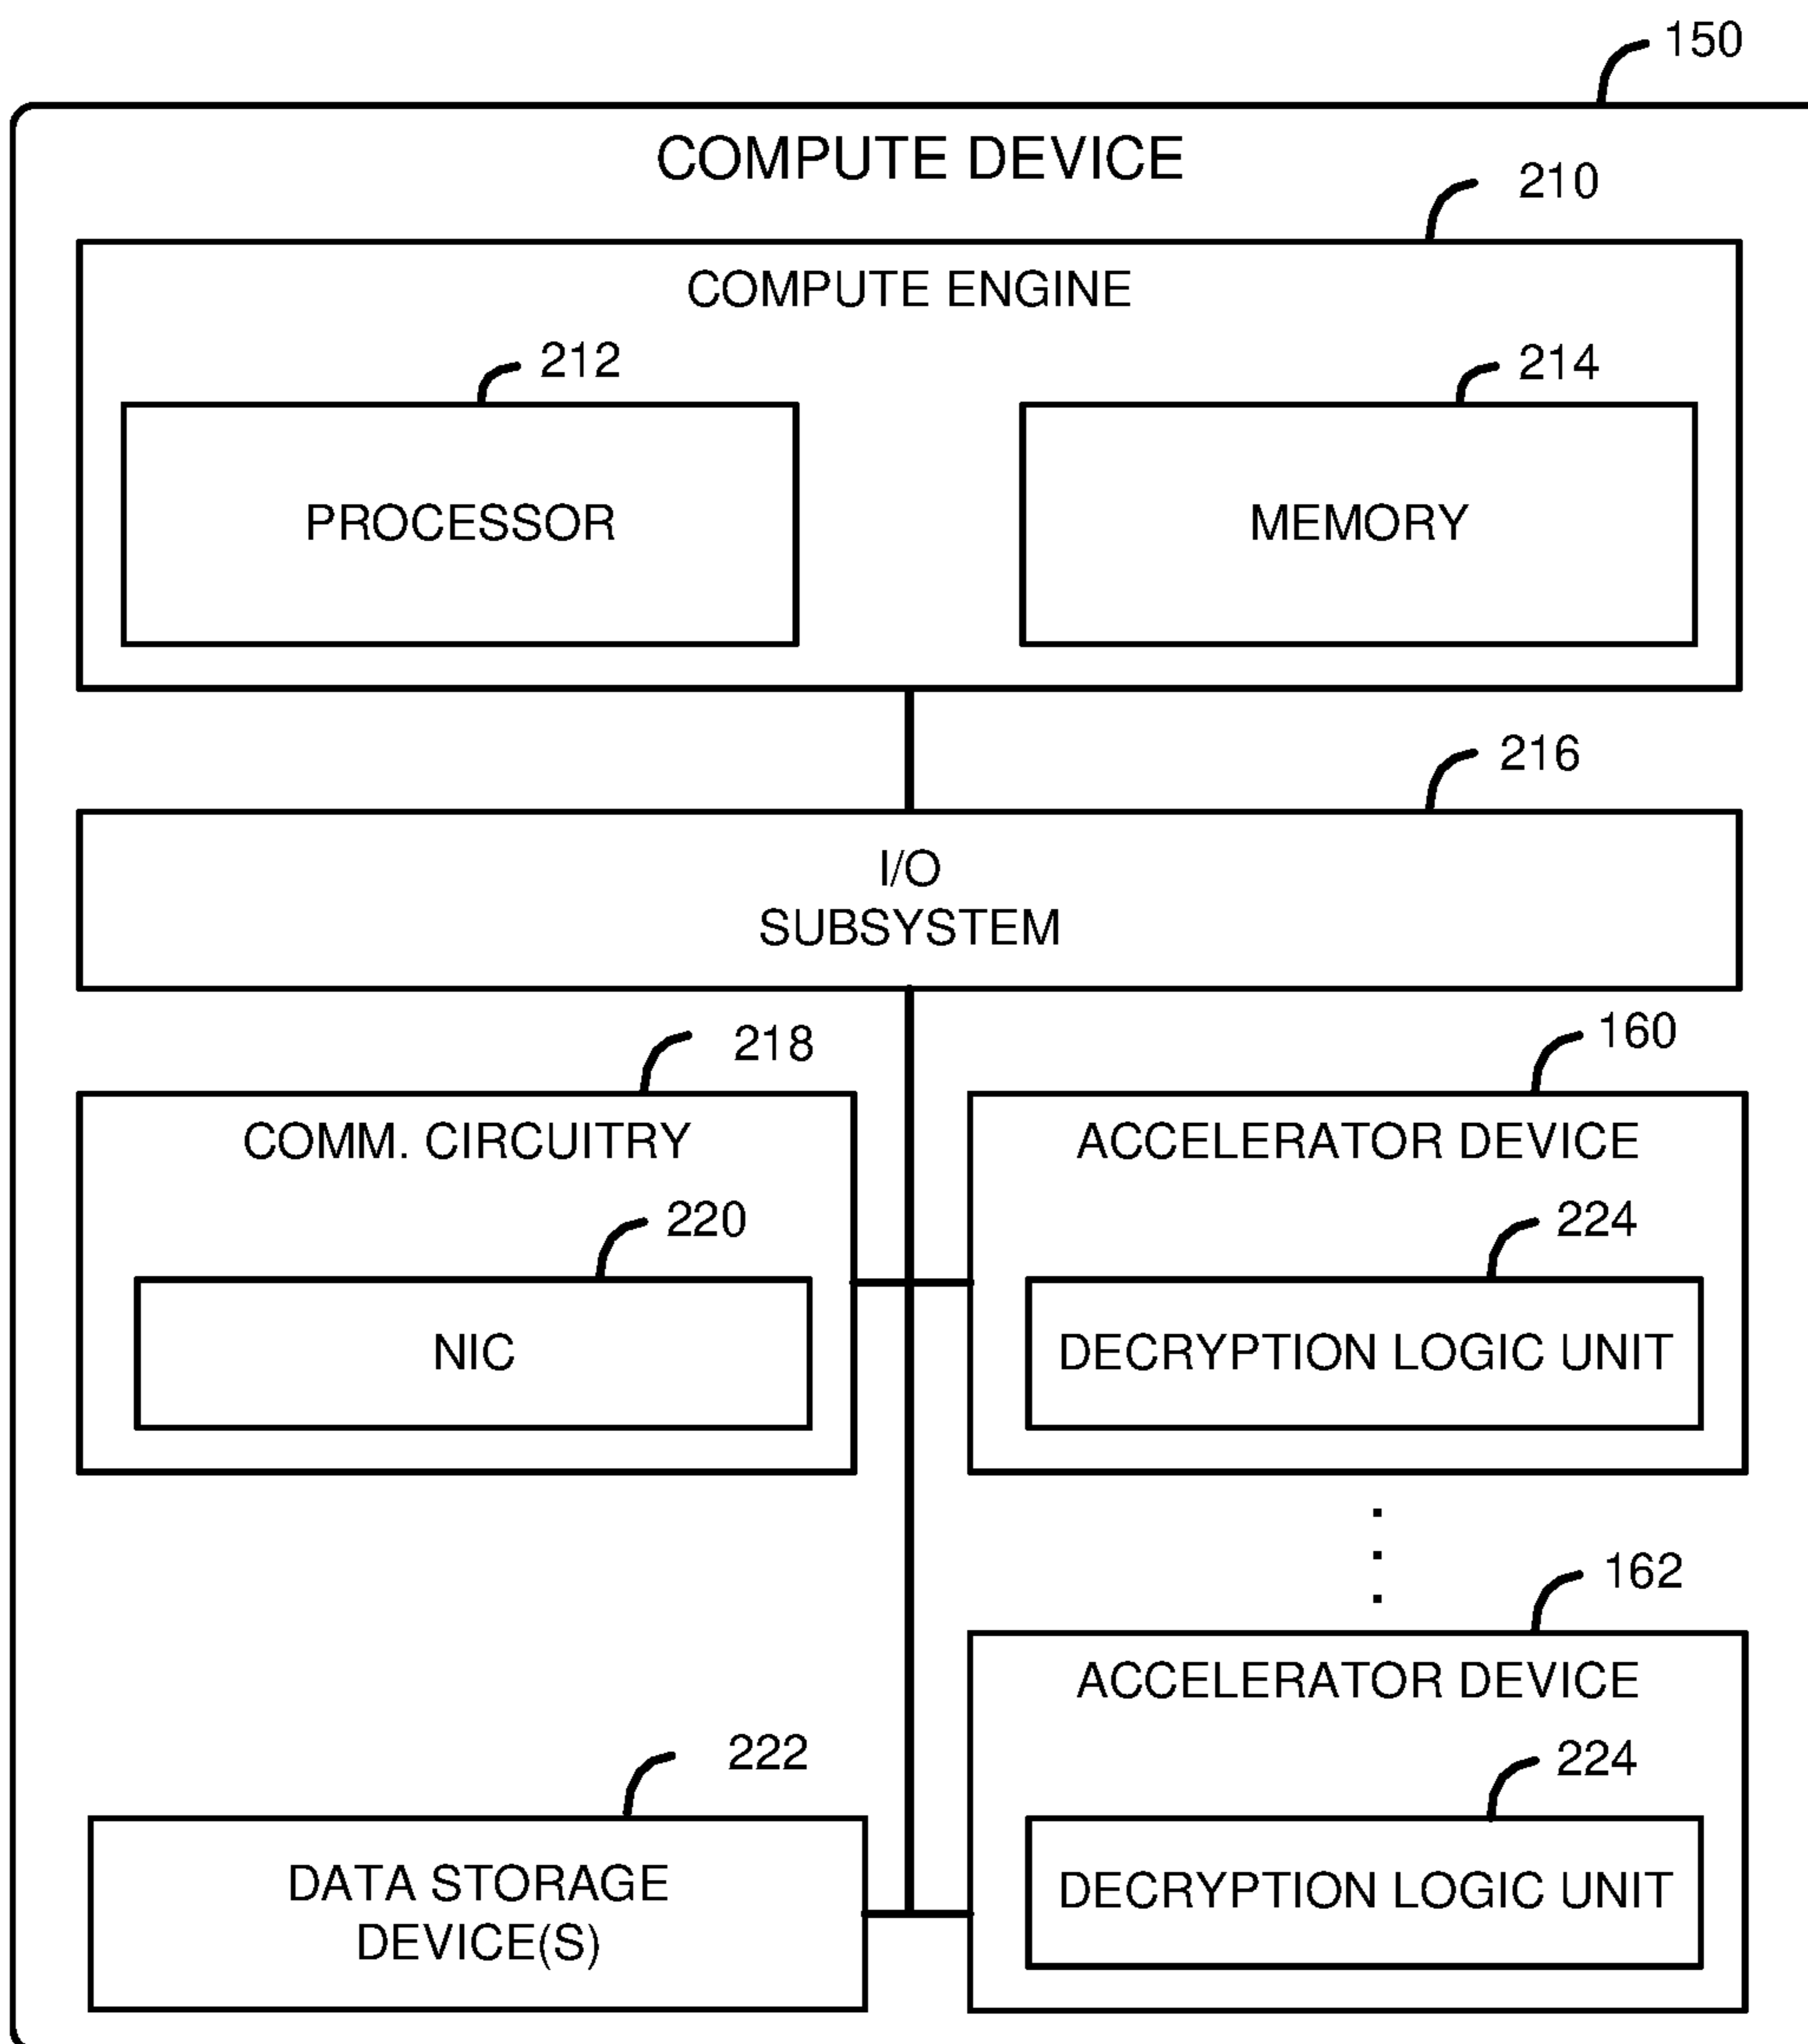 150
COMPUTE DEVICE
210
COMPUTE ENGINE
212
214
PROCESSOR
MEMORY
216
I/O
SUBSYSTEM
218
160
COMM. CIRCUITRY
ACCELERATOR DEVICE
220
224
NIC
DECRYPTION LOGIC UNIT
162
ACCELERATOR DEVICE
222
224
DATA STORAGE
DEVICE(S)
DECRYPTION LOGIC UNIT